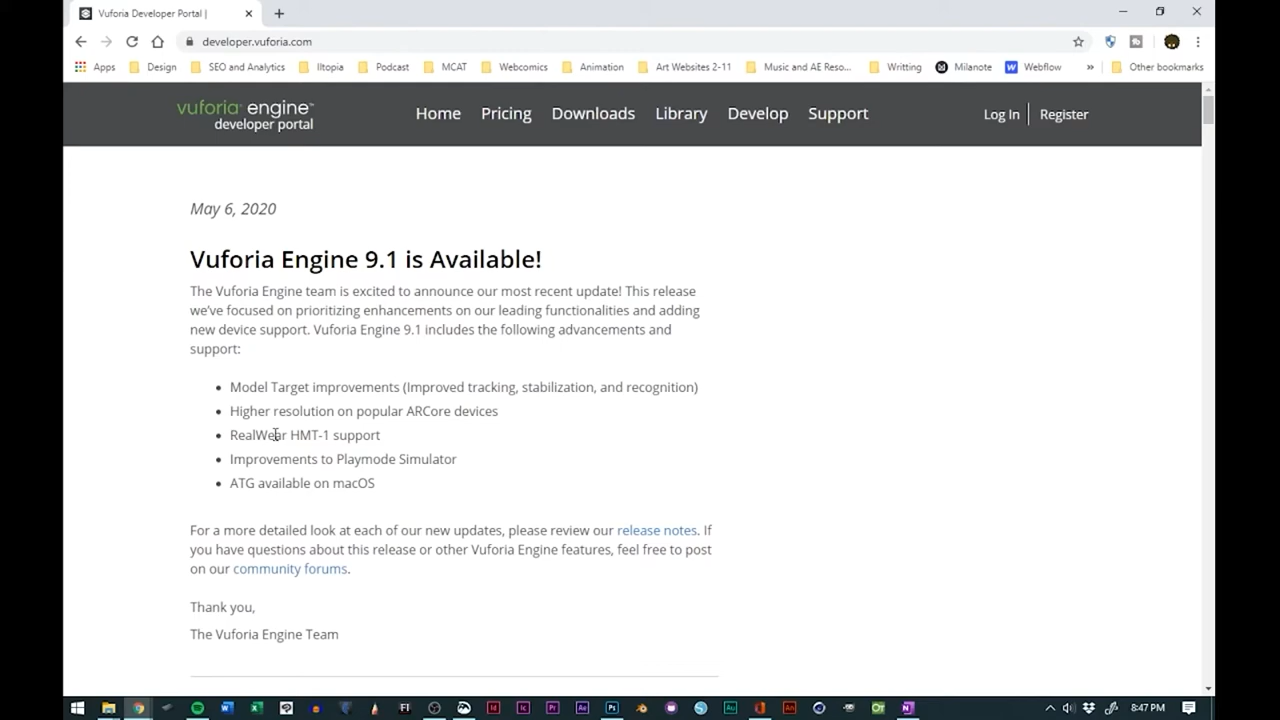 Vuforia Developer Portal |
developer.vuforia.com
Apps Design SEO and Analytics Iltopia Podcast MCAT Webcomics Animation Art Websites 2-11 Music and AE Reso... Writting Milanote Webflow » Other bookmarks
vuforia engine™
developer portal
Home Pricing Downloads Library Develop Support Log In Register
May 6, 2020
Vuforia Engine 9.1 is Available!
The Vuforia Engine team is excited to announce our most recent update! This release
we've focused on prioritizing enhancements on our leading functionalities and adding
new device support. Vuforia Engine 9.1 includes the following advancements and
support:
• Model Target improvements (Improved tracking, stabilization, and recognition)
• Higher resolution on popular ARCore devices
• RealWear HMT-1 support
• Improvements to Playmode Simulator
• ATG available on macOS
For a more detailed look at each of our new updates, please review our release notes. If
you have questions about this release or other Vuforia Engine features, feel free to post
on our community forums.
Thank you,
The Vuforia Engine Team
8:47 PM